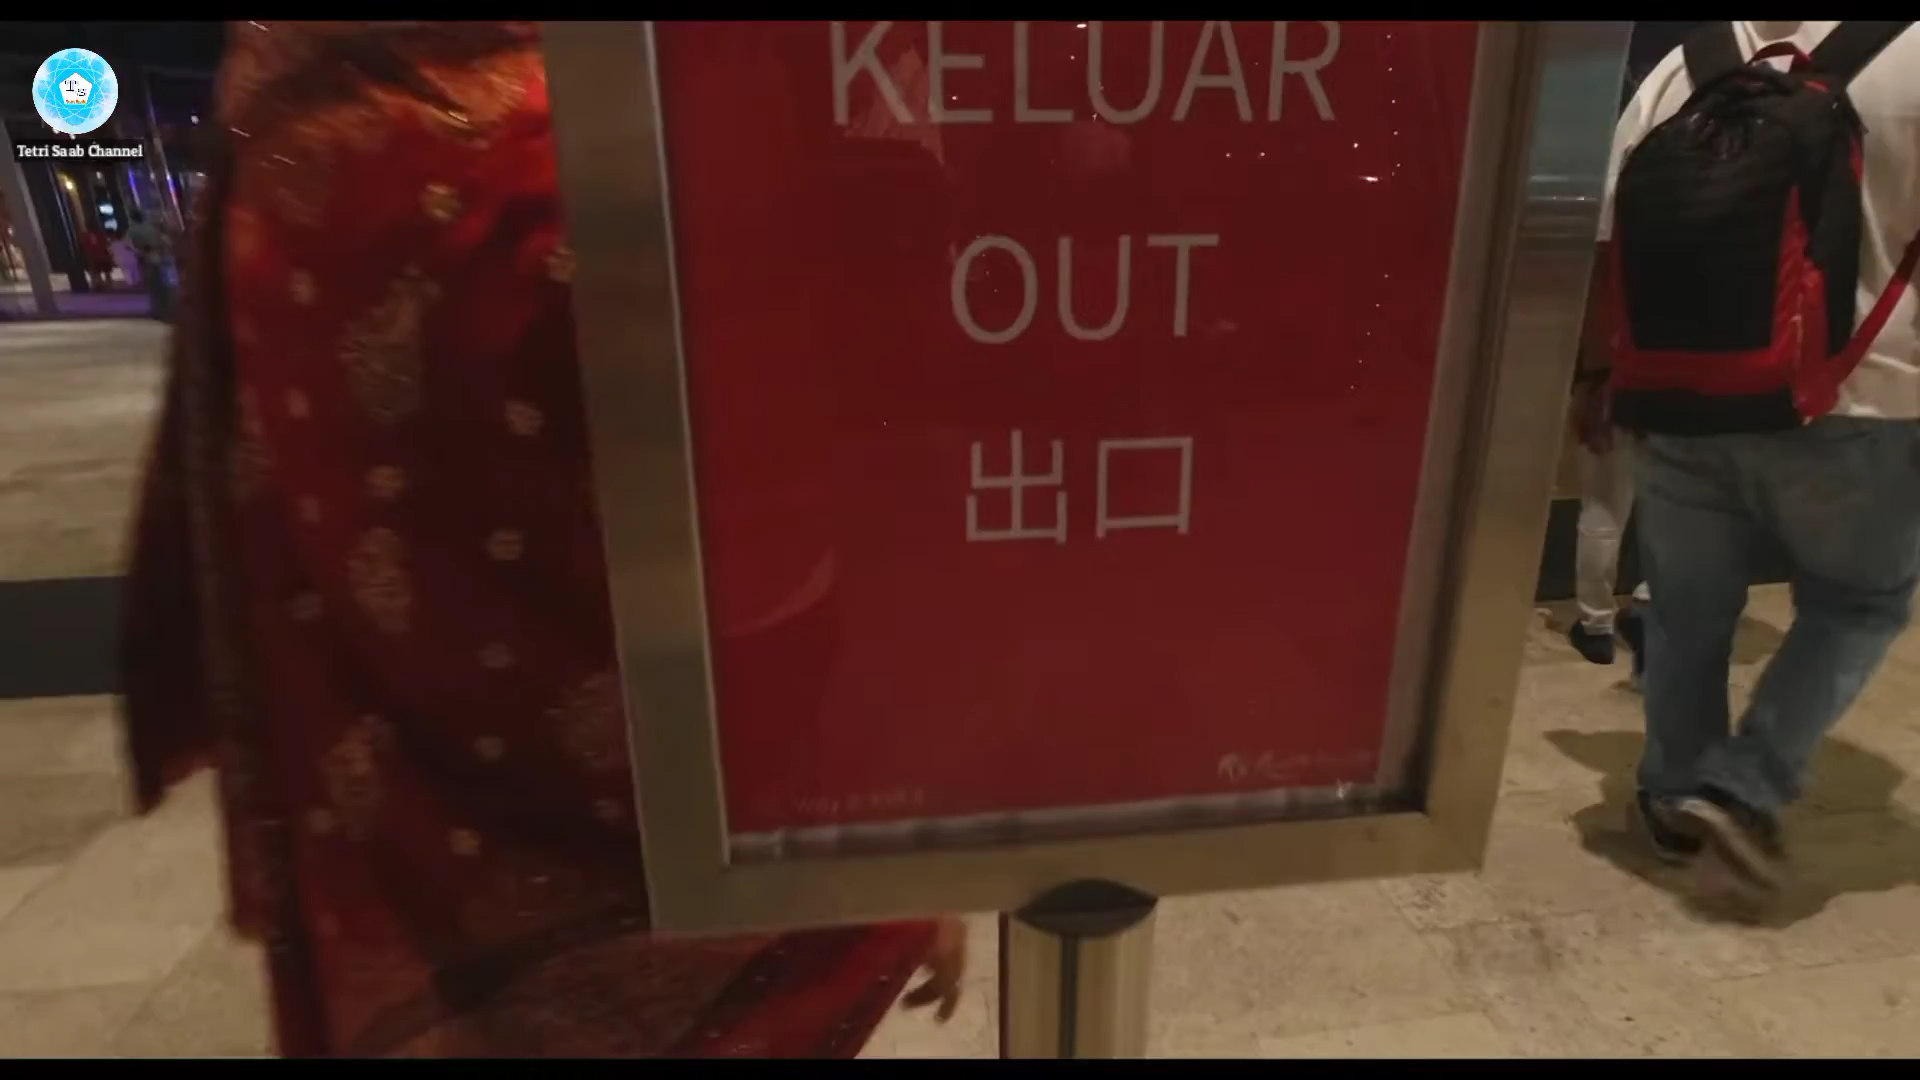 Tetri Saab Channel
KELUAR
OUT
出口